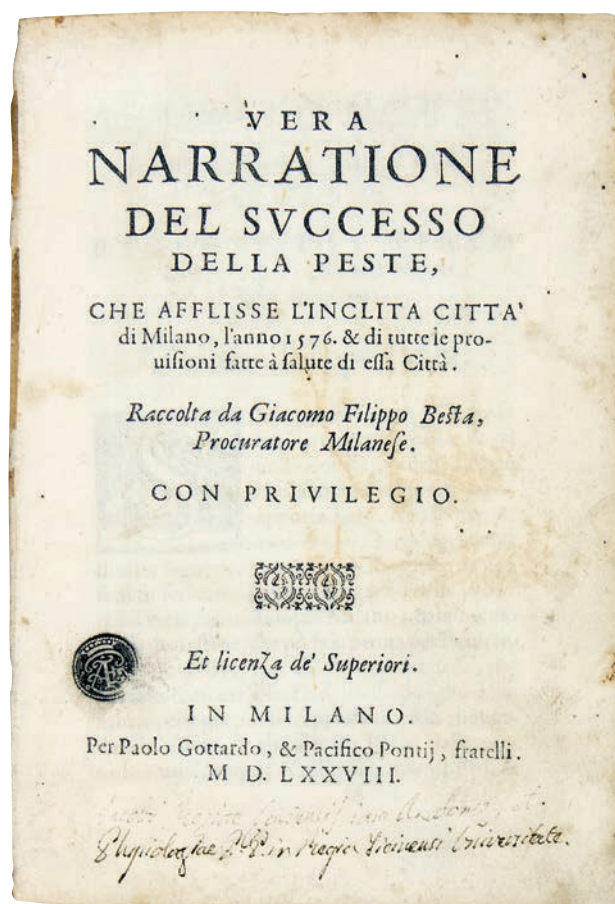 VERA
NARRATIONE
DEL SVCCESSO
DELLA PESTE,
CHE AFFLISSE L'INCLITA CITTA'
di Milano, l'anno 1576. & di tutte le pro-
uiſioni fatte à ſalute di eſſa Città.
Raccolta da Giacomo Filippo Beſta,
Procuratore Milaneſe.
CON PRIVILEGIO.
Et licenza de' Superiori.
IN MILANO.
Per Paolo Gottardo, & Pacifico Pontij, fratelli.
M D. LXXVIII.
Physiologiae in Regia Ticinensi Universitate.